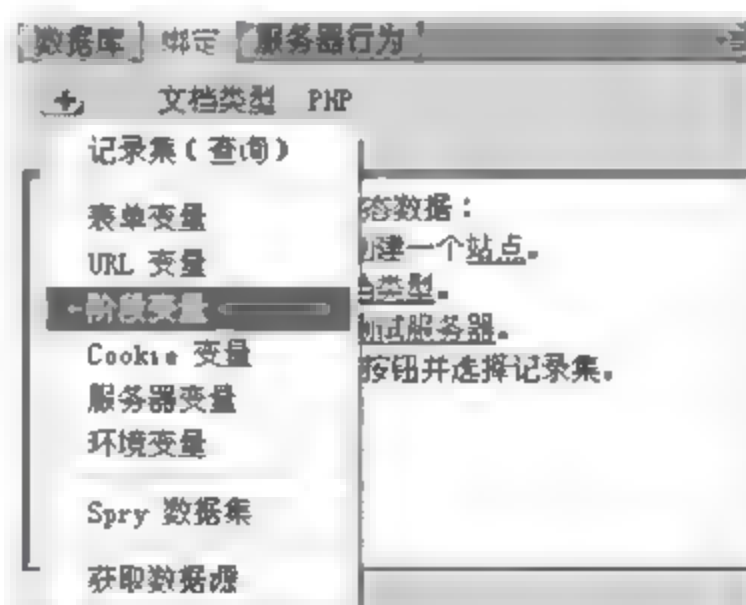 数据库 绑定 服务器行为
+, 文档类型 PHP
记录集(查询)
表单变量
URL 变量
阶段变量
Cookie 变量
服务器变量
环境变量
Spry 数据集
获取数据源
态数据:
创建一个站点。
档类型。
测试服务器。
按钮并选择记录集。